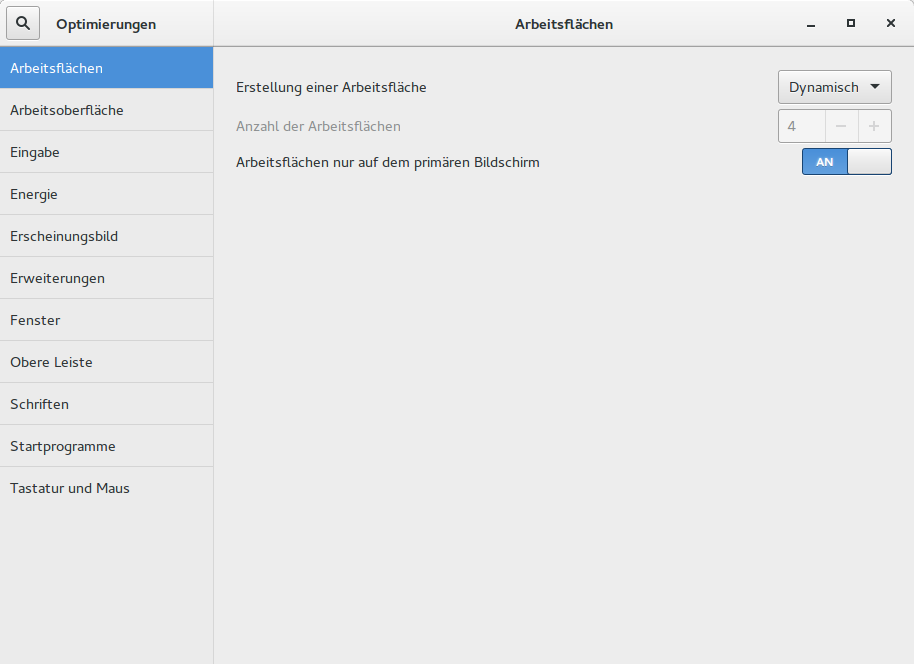 Optimierungen
Arbeitsflächen
Arbeitsflächen
Arbeitsoberfläche
Eingabe
Energie
Erscheinungsbild
Erweiterungen
Fenster
Obere Leiste
Schriften
Startprogramme
Tastatur und Maus
Erstellung einer Arbeitsfläche Dynamisch
Anzahl der Arbeitsflächen 4
Arbeitsflächen nur auf dem primären Bildschirm AN